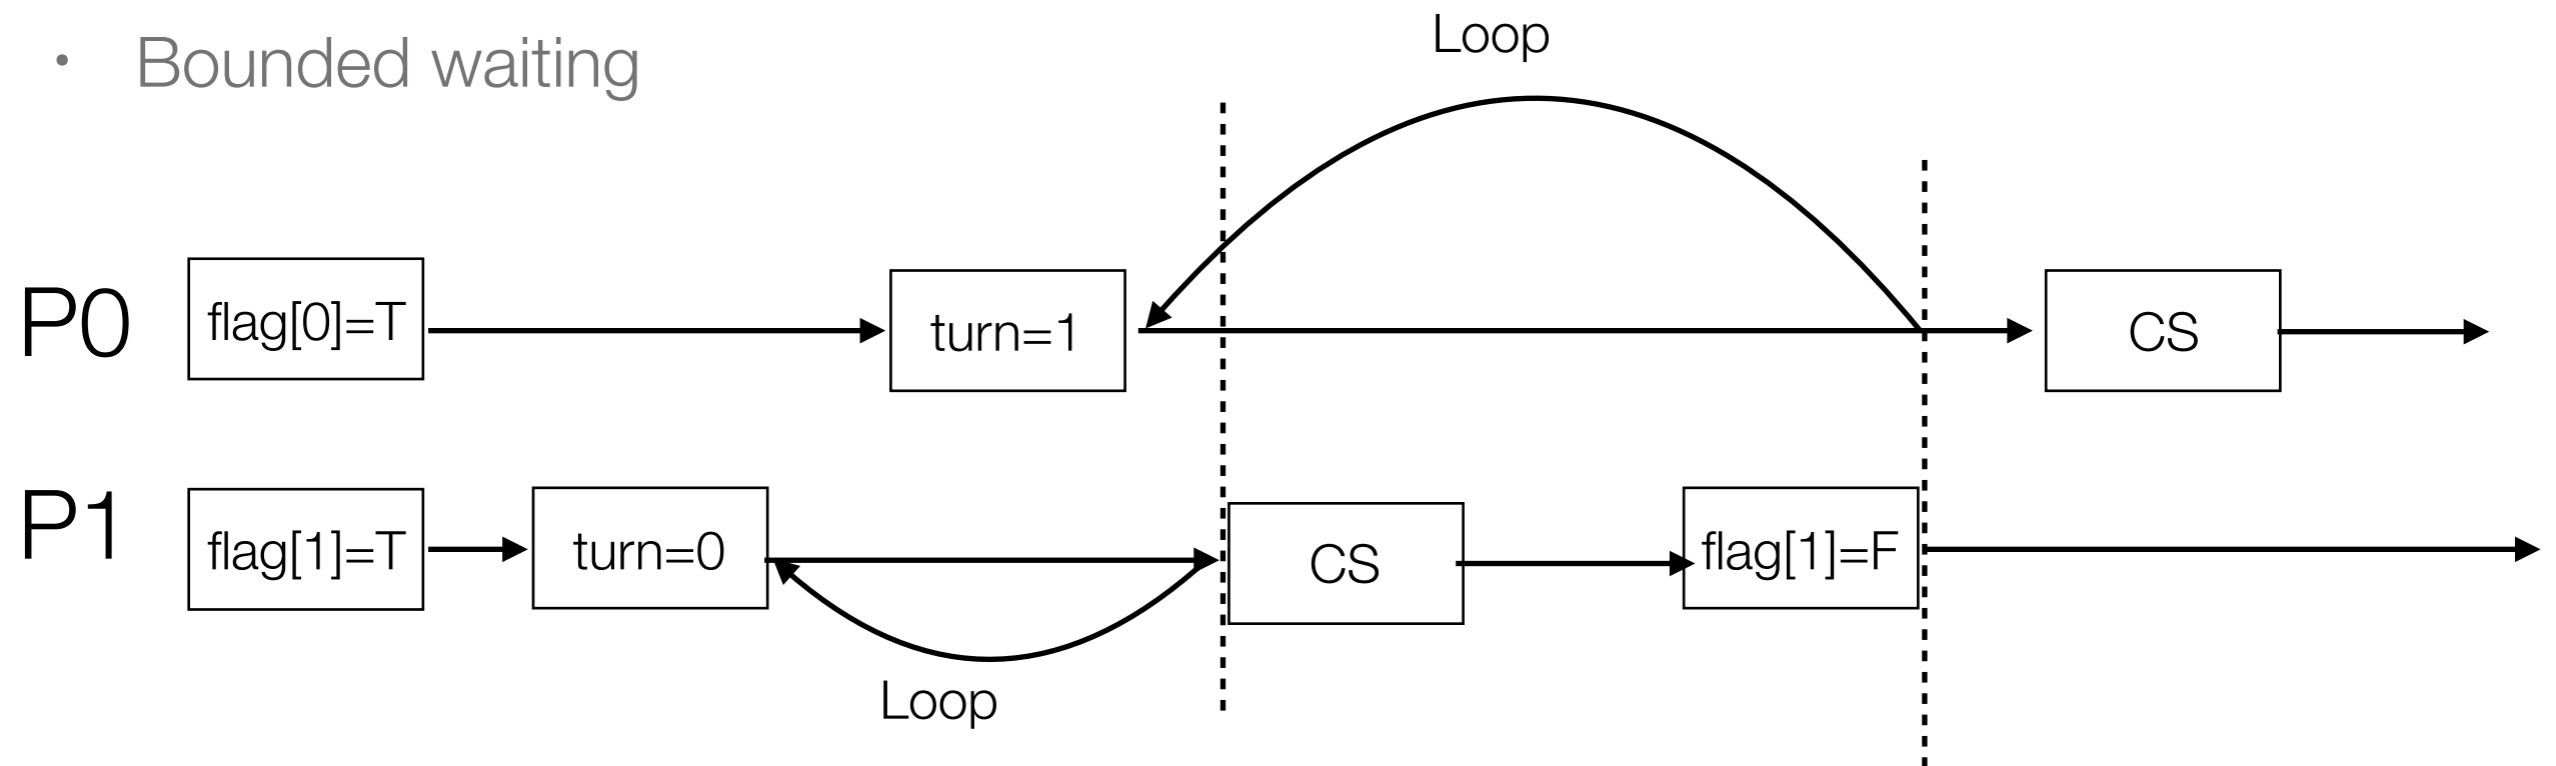 • Bounded waiting
Loop
P0
flag[0]=T
turn=1
CS
P1
flag[1]=T
turn=0
CS
flag[1]=F
Loop